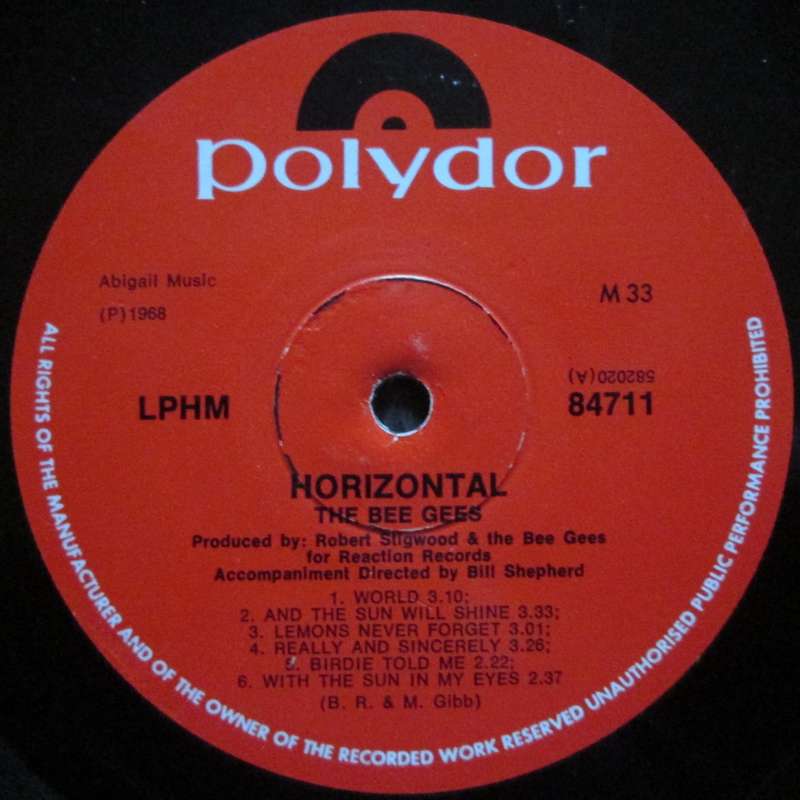 polydor
Abigail Music
(P)1968
M 33
LPHM
582020(A)
84711
HORIZONTAL
THE BEE GEES
Produced by: Robert Stigwood & the Bee Gees
for Reaction Records
Accompaniment Directed by Bill Shepherd
1. WORLD 3.10;
2. AND THE SUN WILL SHINE 3.33;
3. LEMONS NEVER FORGET 3.01;
4. REALLY AND SINCERELY 3.26;
5. BIRDIE TOLD ME 2.22;
6. WITH THE SUN IN MY EYES 2.37
(B. R. & M. Gibb)
ALL RIGHTS OF THE MANUFACTURER AND OF THE OWNER OF THE RECORDED WORK RESERVED UNAUTHORISED PUBLIC PERFORMANCE PROHIBITED